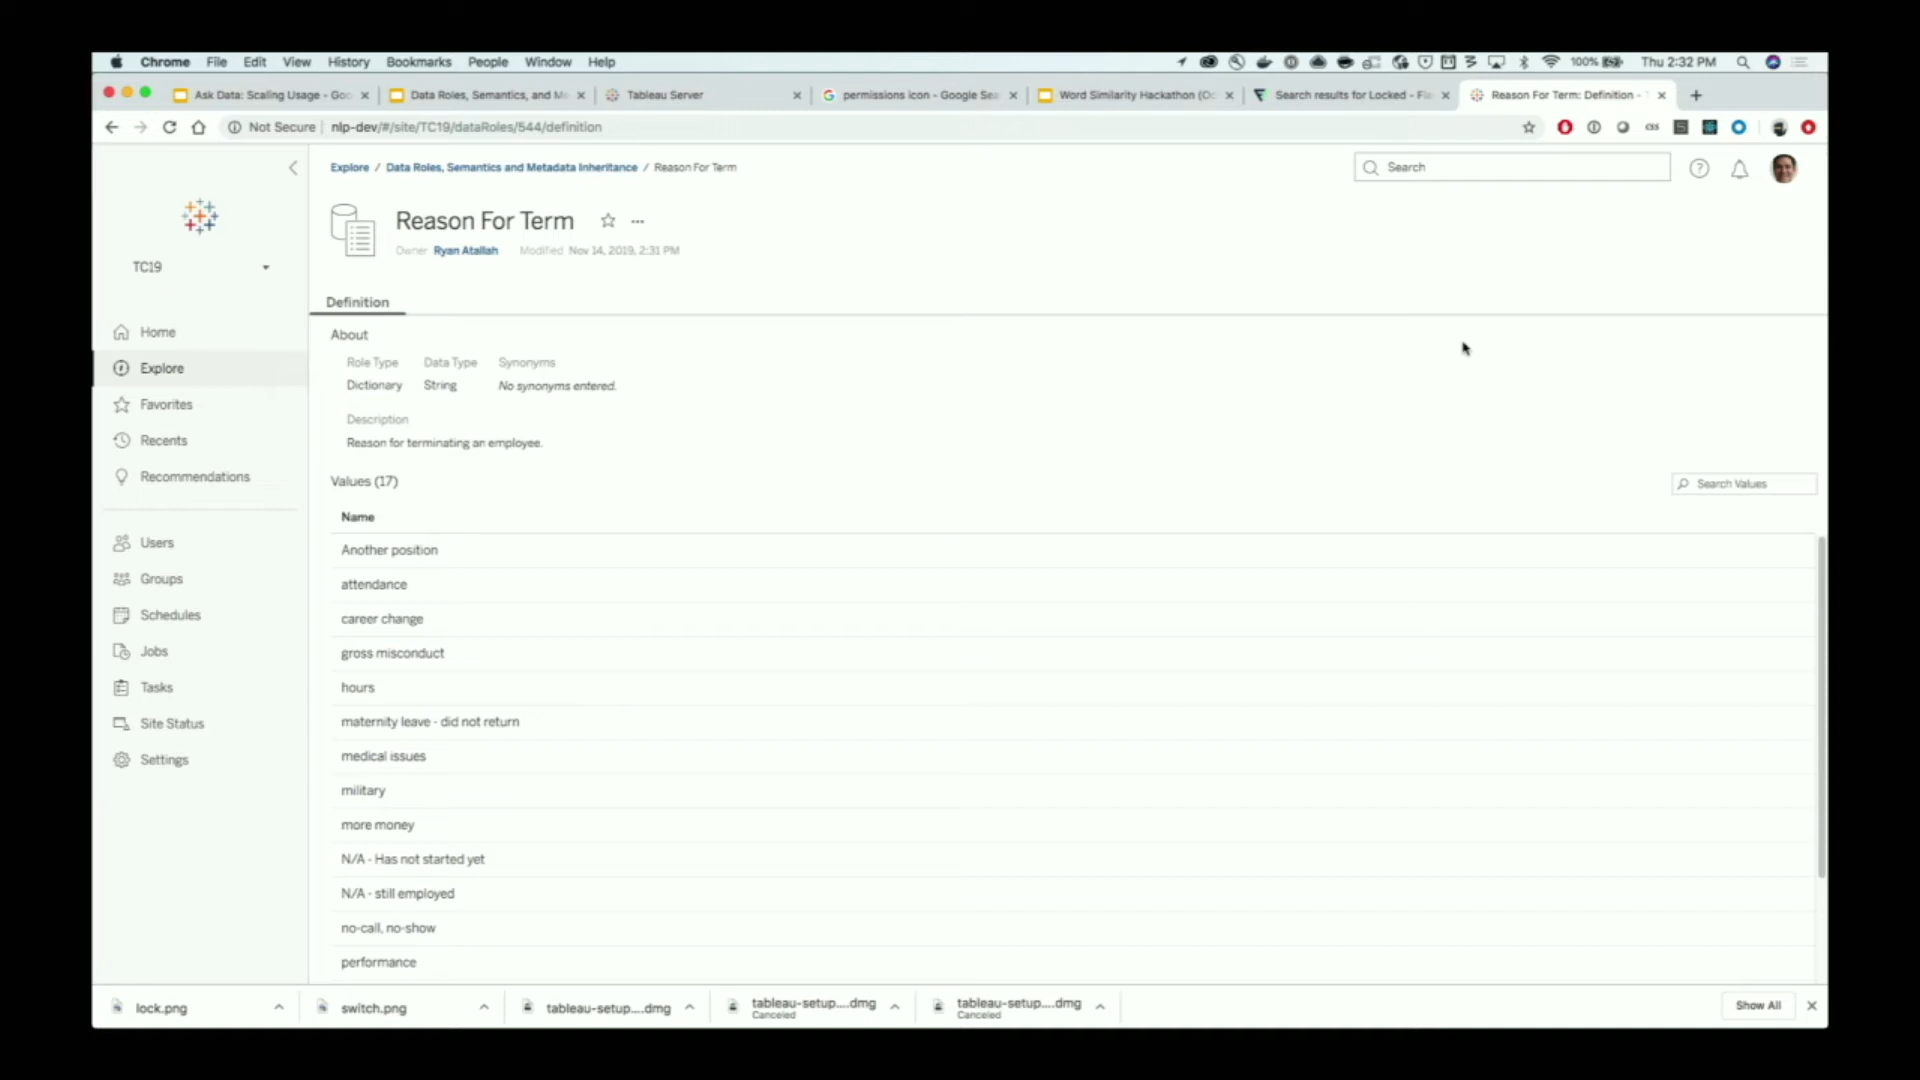 Chrome File Edit View History Bookmarks People Window Help 100% Thu 2:32 PM
Ask Data: Scaling Usage - Goo
Data Roles, Semantics, and Me
Tableau Server
permissions icon - Google Sea
Word Similarity Hackathon (Oc
Search results for Locked - Fla
Reason For Term: Definition -
Not Secure | nlp-dev/#/site/TC19/dataRoles/544/definition
Explore / Data Roles, Semantics and Metadata Inheritance / Reason For Term
Search
TC19
Home
Explore
Favorites
Recents
Recommendations
Users
Groups
Schedules
Jobs
Tasks
Site Status
Settings
Reason For Term
Owner Ryan Atallah Modified Nov 14, 2019, 2:31 PM
Definition
About
Role Type Data Type Synonyms
Dictionary String No synonyms entered.
Description
Reason for terminating an employee.
Values (17)
Search Values
Name
Another position
attendance
career change
gross misconduct
hours
maternity leave - did not return
medical issues
military
more money
N/A - Has not started yet
N/A - still employed
no-call, no-show
performance
lock.png
switch.png
tableau-setup....dmg
tableau-setup....dmg
Canceled
tableau-setup....dmg
Canceled
Show All